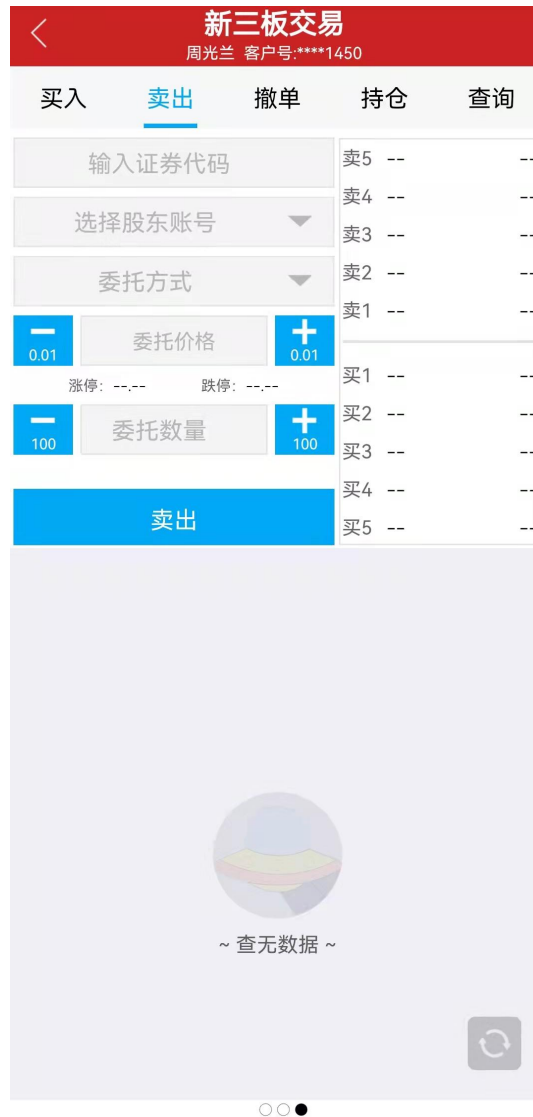 新三板交易
周光兰 客户号:****1450
买入 卖出 撤单 持仓 查询
输入证券代码
选择股东账号
委托方式
0.01 委托价格 0.01
涨停: --.-- 跌停: --.--
100 委托数量 100
卖出
卖5 -- --
卖4 -- --
卖3 -- --
卖2 -- --
卖1 -- --
买1 -- --
买2 -- --
买3 -- --
买4 -- --
买5 -- --
~ 查无数据 ~